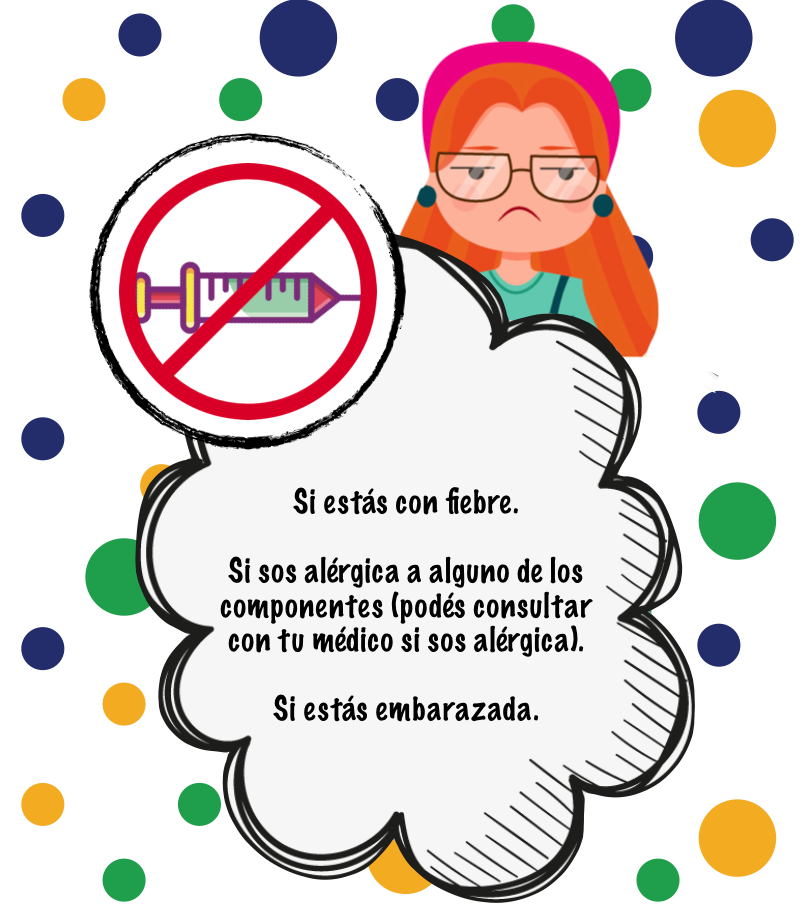 Si estás con fiebre.
Si sos alérgica a alguno de los
componentes (podés consultar
con tu médico si sos alérgica).
Si estás embarazada.